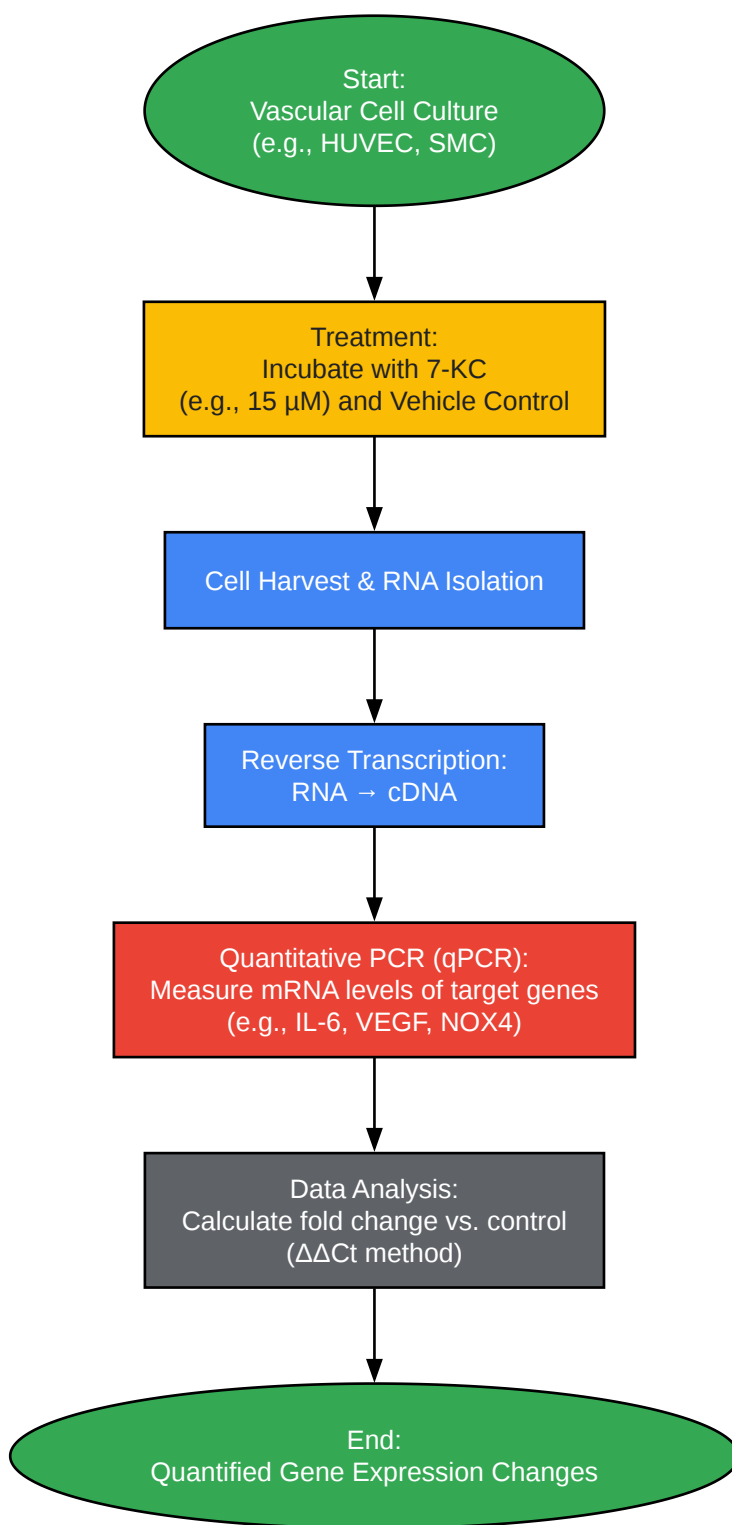 Start:
Vascular Cell Culture
(e.g., HUVEC, SMC)
Treatment:
Incubate with 7-KC
(e.g., 15 µM) and Vehicle Control
Cell Harvest & RNA Isolation
Reverse Transcription:
RNA → cDNA
Quantitative PCR (qPCR):
Measure mRNA levels of target genes
(e.g., IL-6, VEGF, NOX4)
Data Analysis:
Calculate fold change vs. control
(ΔΔCt method)
End:
Quantified Gene Expression Changes